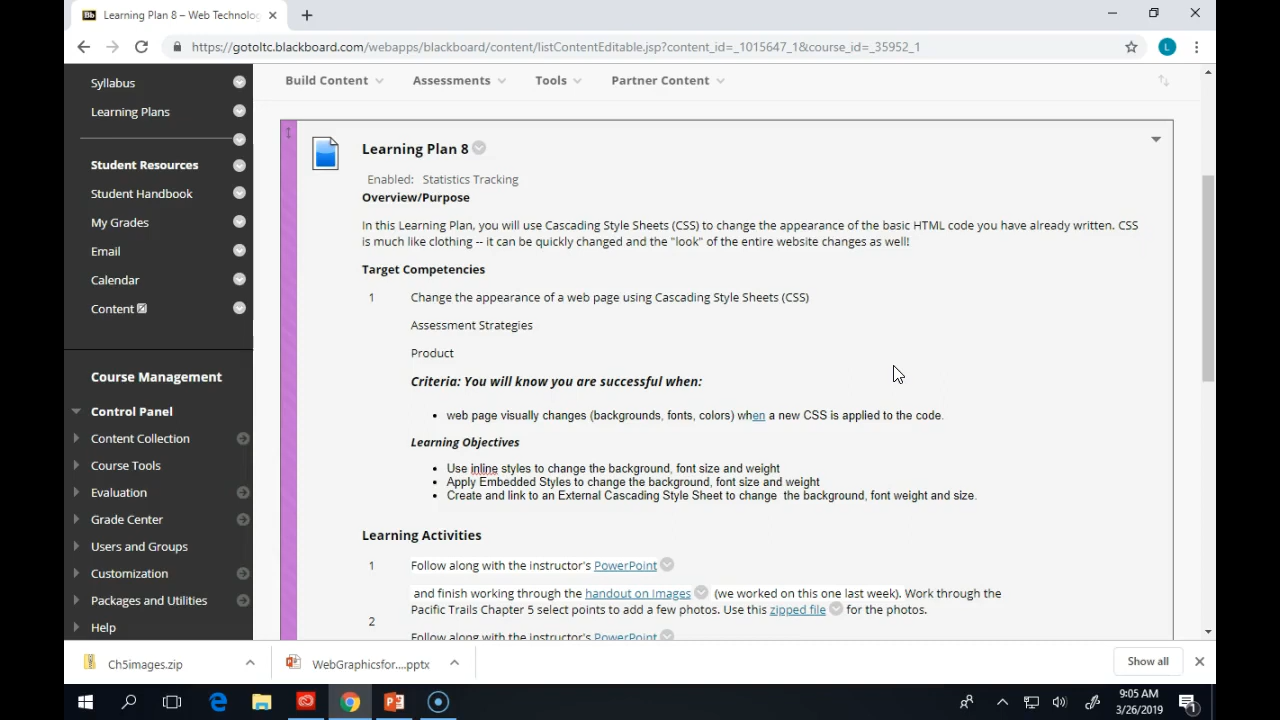 Bb Learning Plan 8 – Web Technolog
https://gotoltc.blackboard.com/webapps/blackboard/content/listContentEditable.jsp?content_id=_1015647_1&course_id=_35952_1
L
Syllabus
Learning Plans
Student Resources
Student Handbook
My Grades
Email
Calendar
Content
Course Management
Control Panel
Content Collection
Course Tools
Evaluation
Grade Center
Users and Groups
Customization
Packages and Utilities
Help
Build Content Assessments Tools Partner Content
Learning Plan 8
Enabled: Statistics Tracking
Overview/Purpose
In this Learning Plan, you will use Cascading Style Sheets (CSS) to change the appearance of the basic HTML code you have already written. CSS
is much like clothing -- it can be quickly changed and the "look" of the entire website changes as well!
Target Competencies
1 Change the appearance of a web page using Cascading Style Sheets (CSS)
Assessment Strategies
Product
Criteria: You will know you are successful when:
• web page visually changes (backgrounds, fonts, colors) when a new CSS is applied to the code.
Learning Objectives
• Use inline styles to change the background, font size and weight
• Apply Embedded Styles to change the background, font size and weight
• Create and link to an External Cascading Style Sheet to change the background, font weight and size.
Learning Activities
1 Follow along with the instructor's PowerPoint
and finish working through the handout on Images (we worked on this one last week). Work through the
Pacific Trails Chapter 5 select points to add a few photos. Use this zipped file for the photos.
2
Follow along with the instructor's PowerPoint
Ch5images.zip WebGraphicsfor....pptx Show all
9:05 AM
3/26/2019
1